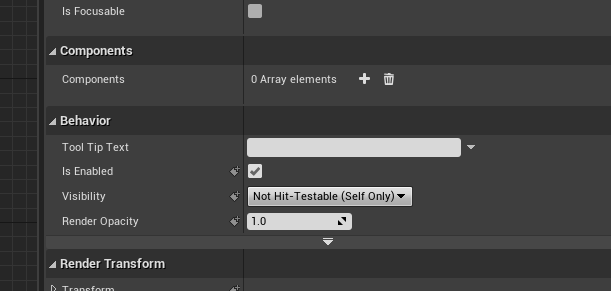 Is Focusable
Components
Components 0 Array elements
Behavior
Tool Tip Text
Is Enabled
Visibility Not Hit-Testable (Self Only)
Render Opacity 1.0
Render Transform
Transform